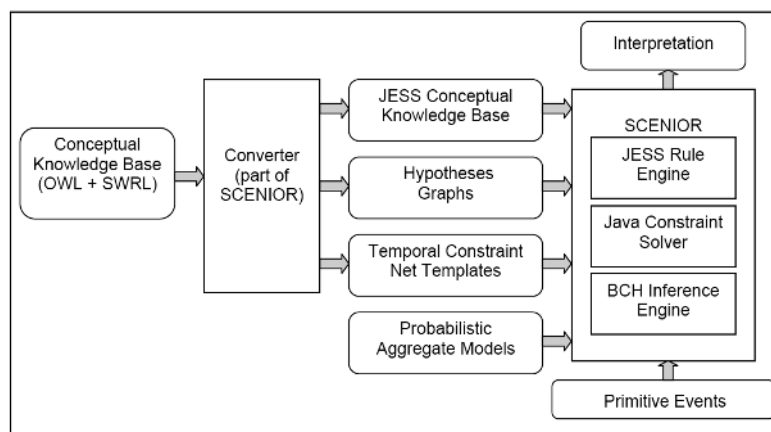 Conceptual
Knowledge Base
(OWL + SWRL)
Converter
(part of
SCENIOR)
JESS Conceptual
Knowledge Base
Hypotheses
Graphs
Temporal Constraint
Net Templates
Probabilistic
Aggregate Models
Interpretation
SCENIOR
JESS Rule
Engine
Java Constraint
Solver
BCH Inference
Engine
Primitive Events